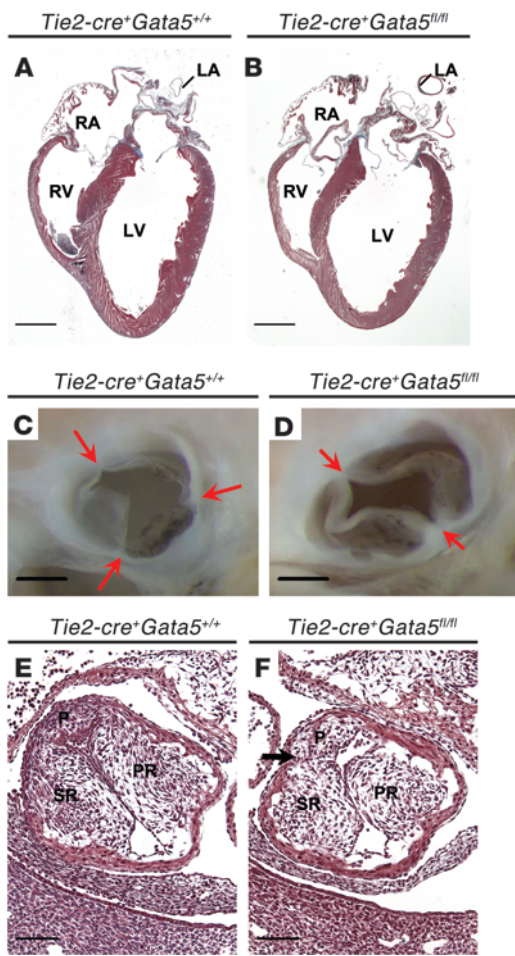 Tie2-cre⁺Gata5⁺/⁺ Tie2-cre⁺Gata5ᶠˡ/ᶠˡ
A LA B LA
RA RA
RV RV
LV LV
Tie2-cre⁺Gata5⁺/⁺ Tie2-cre⁺Gata5ᶠˡ/ᶠˡ
C D
Tie2-cre⁺Gata5⁺/⁺ Tie2-cre⁺Gata5ᶠˡ/ᶠˡ
E F
P P
PR PR
SR SR